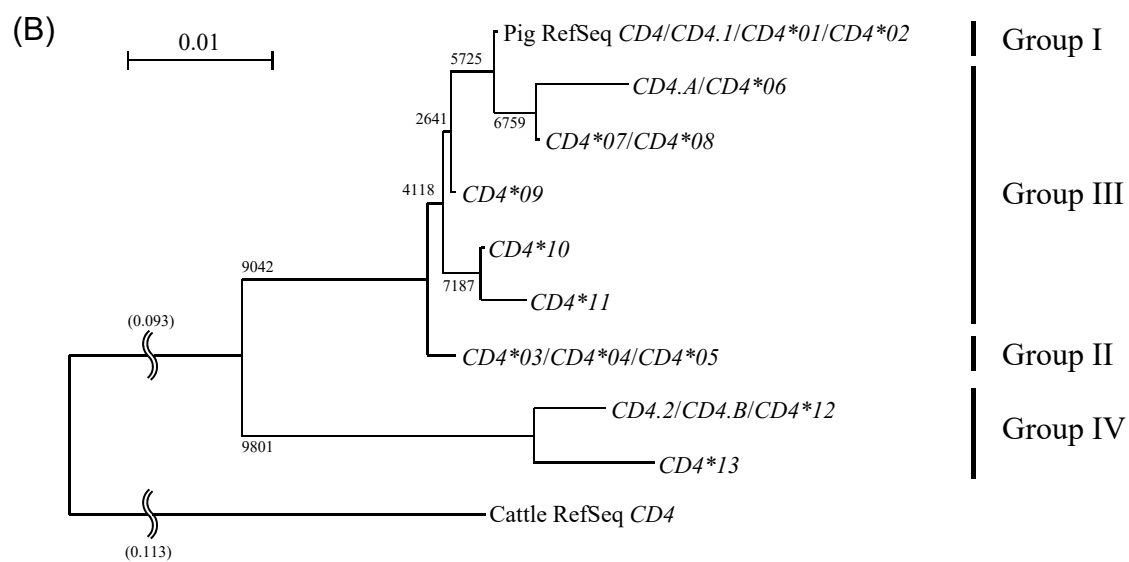 (B)
0.01
Pig RefSeq CD4/CD4.1/CD4*01/CD4*02
Group I
5725
CD4.A/CD4*06
6759
2641
CD4*07/CD4*08
4118
CD4*09
Group III
CD4*10
9042
7187
CD4*11
(0.093)
CD4*03/CD4*04/CD4*05
Group II
CD4.2/CD4.B/CD4*12
Group IV
9801
CD4*13
Cattle RefSeq CD4
(0.113)